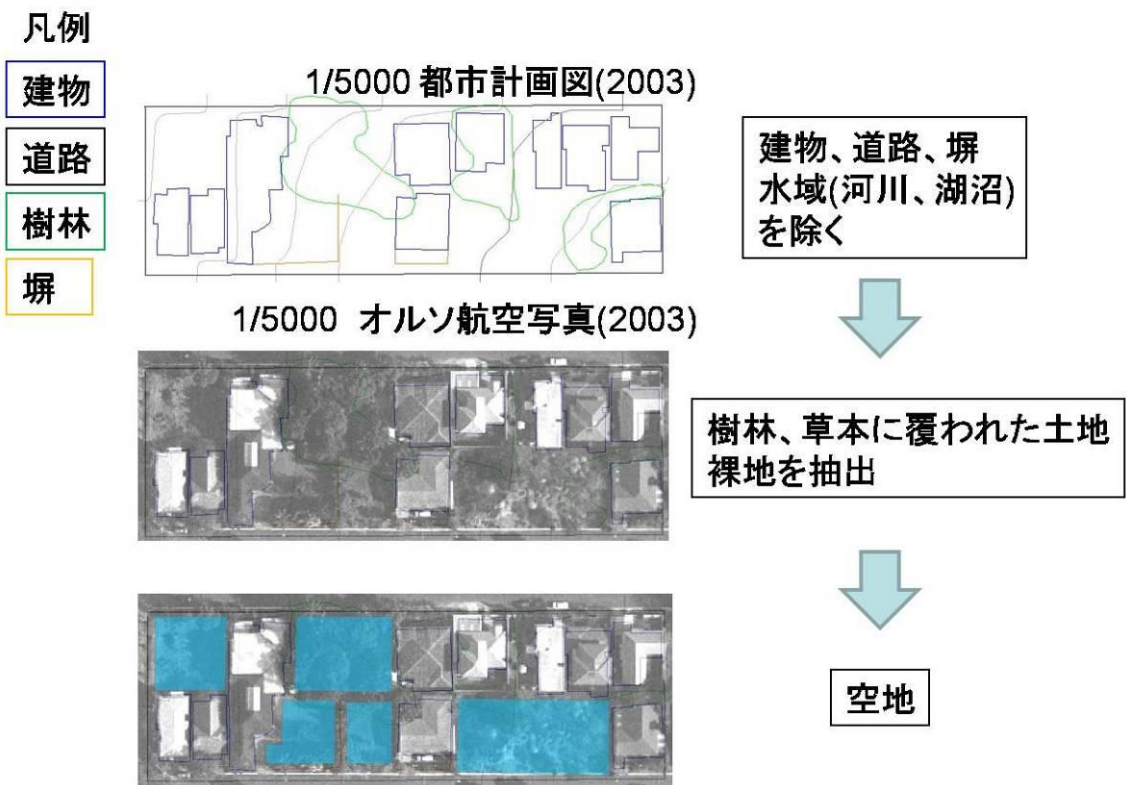 凡例
建物
道路
樹林
塀
1/5000 都市計画図(2003)
建物、道路、塀
水域(河川、湖沼)
を除く
1/5000 オルソ航空写真(2003)
樹林、草本に覆われた土地
裸地を抽出
空地